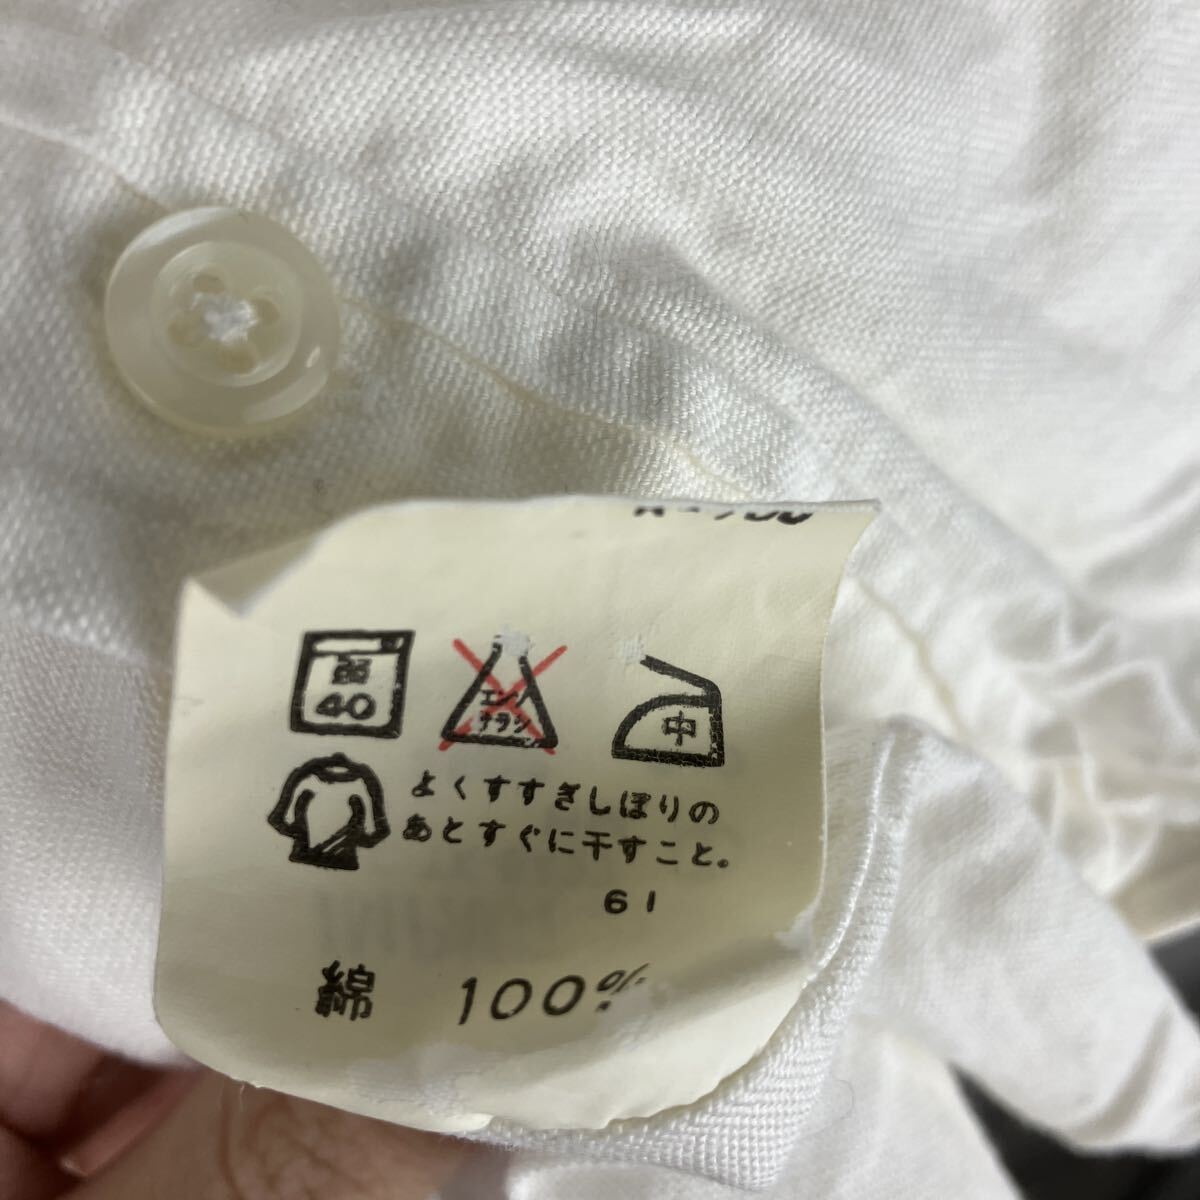 弱
40
エンソ
サラシ
中
よくすすぎしぼりの
あとすぐに干すこと。
61
綿 100%